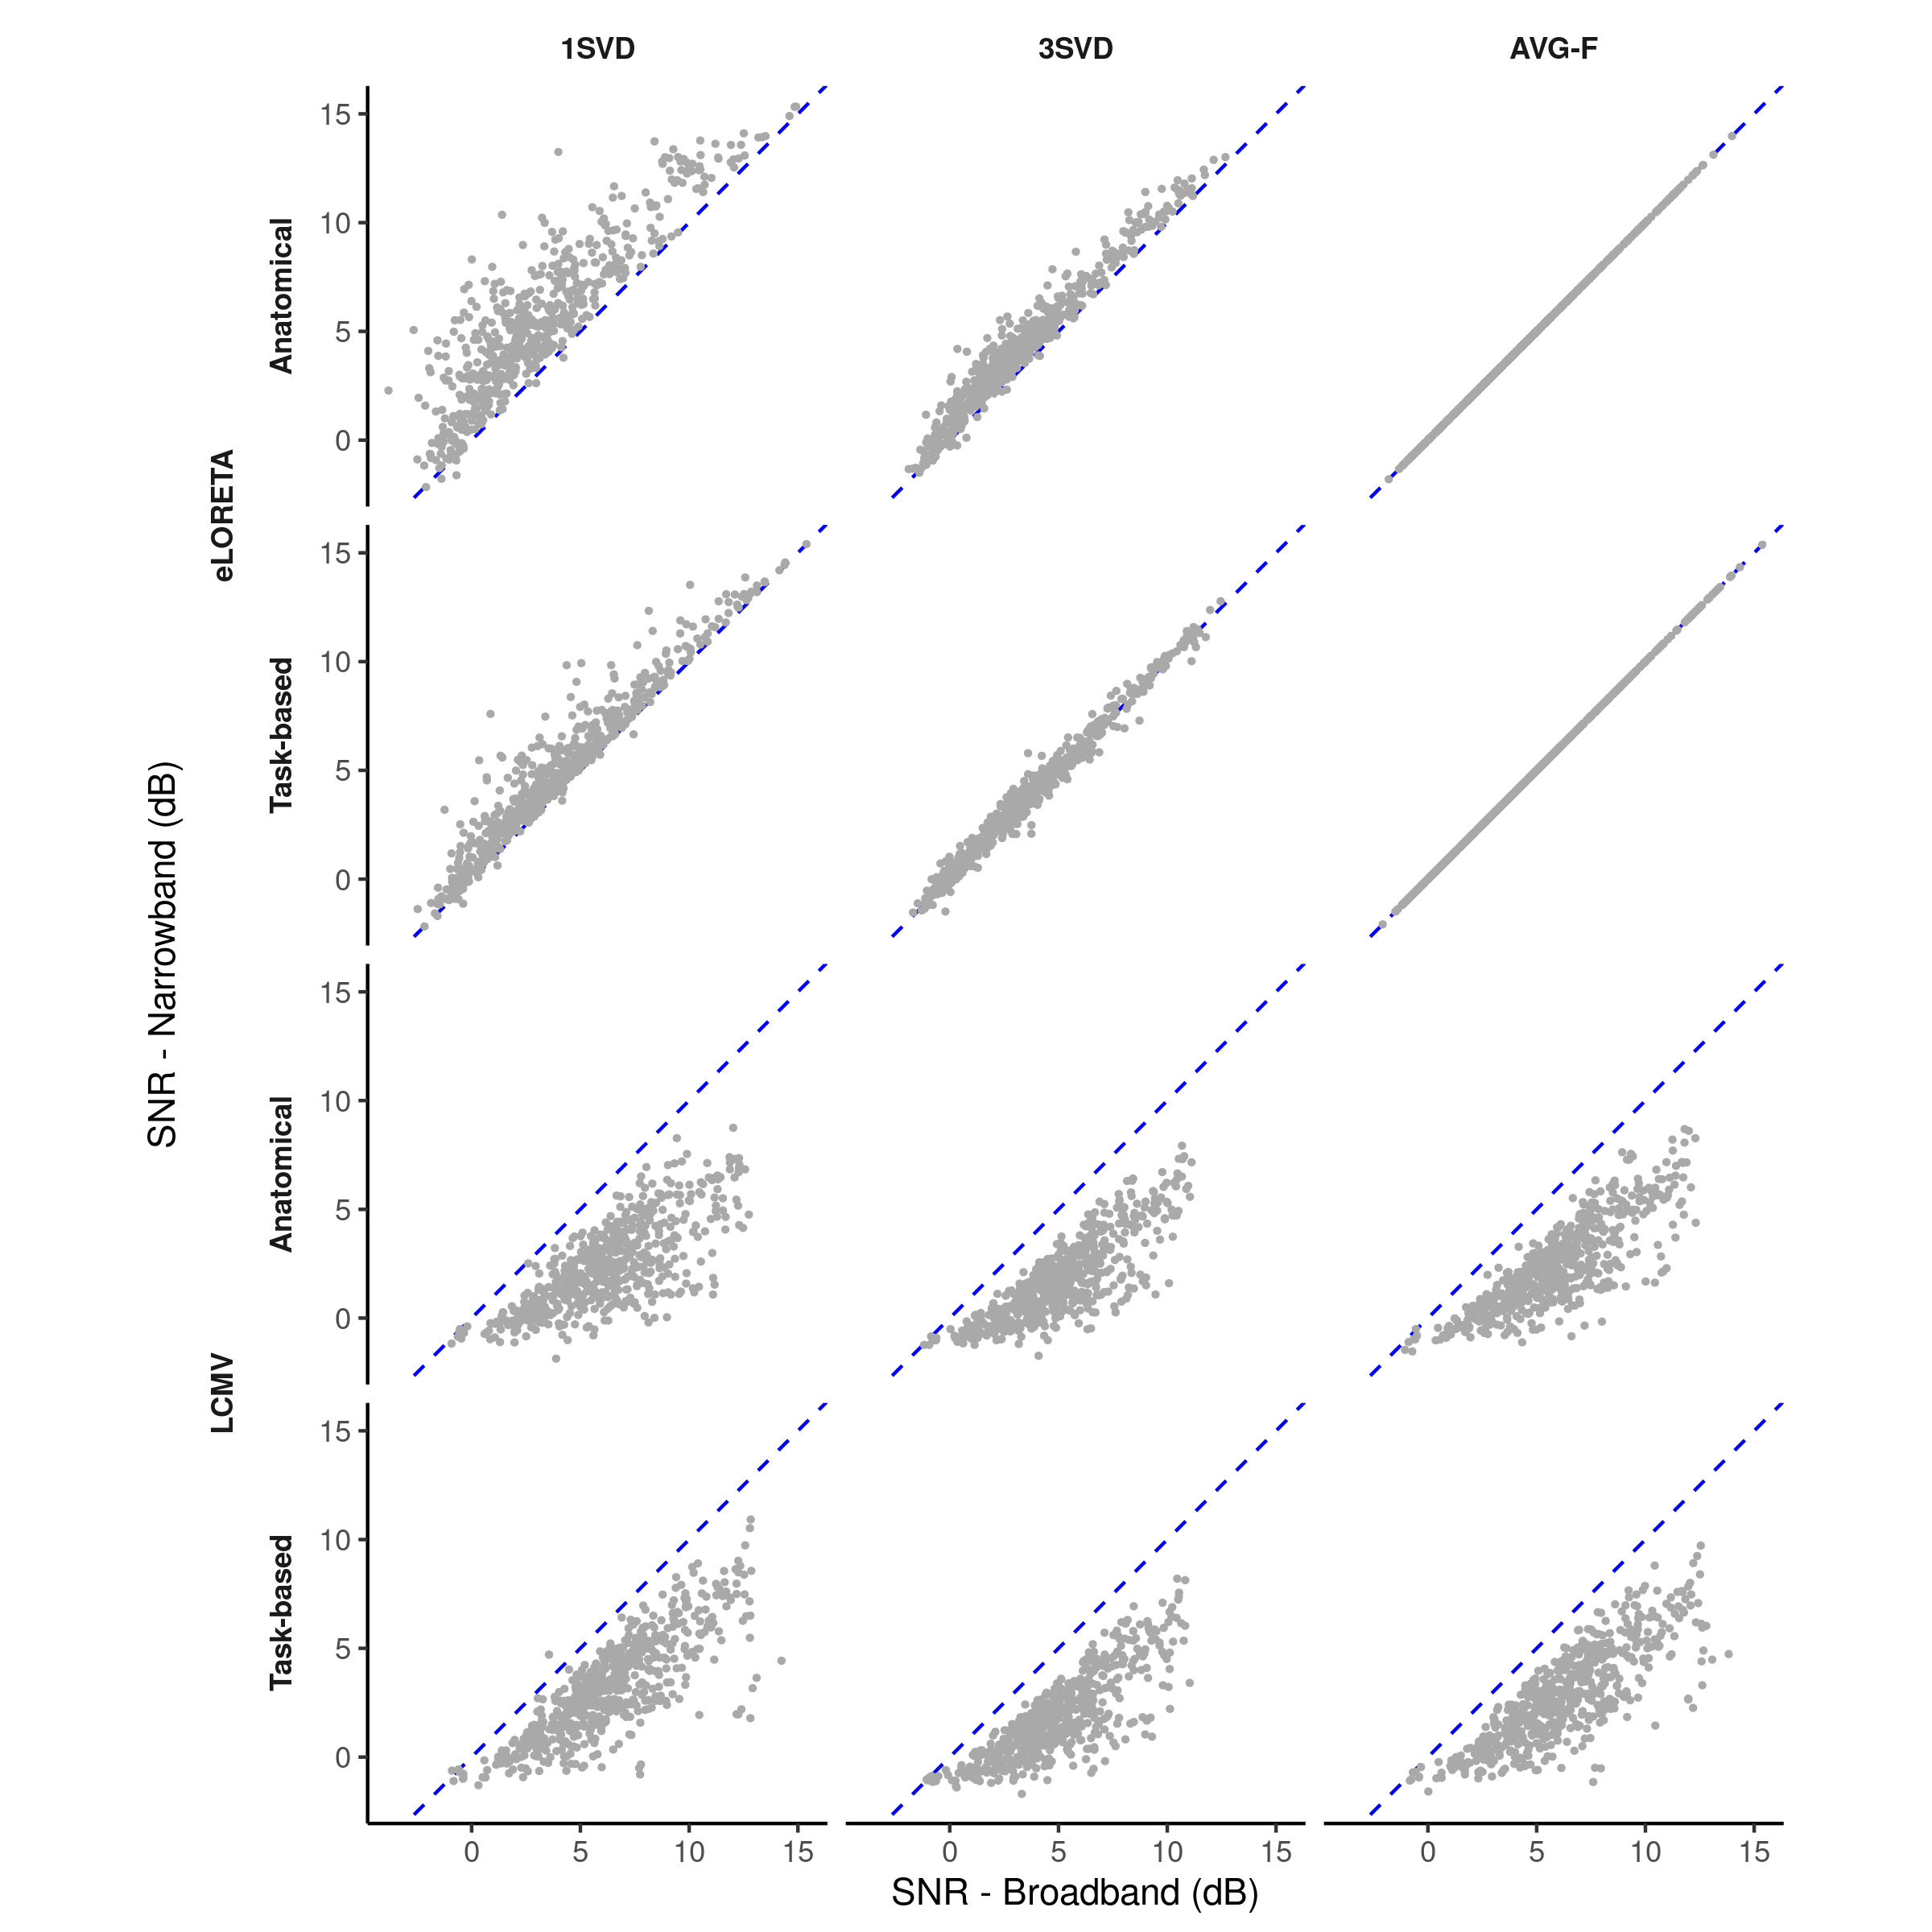 1SVD 3SVD AVG-F
SNR - Narrowband (dB)
eLORETA
Anatomical
15
10
5
0
Task-based
15
10
5
0
LCMV
Anatomical
15
10
5
0
Task-based
15
10
5
0
0 5 10 15 0 5 10 15 0 5 10 15
SNR - Broadband (dB)